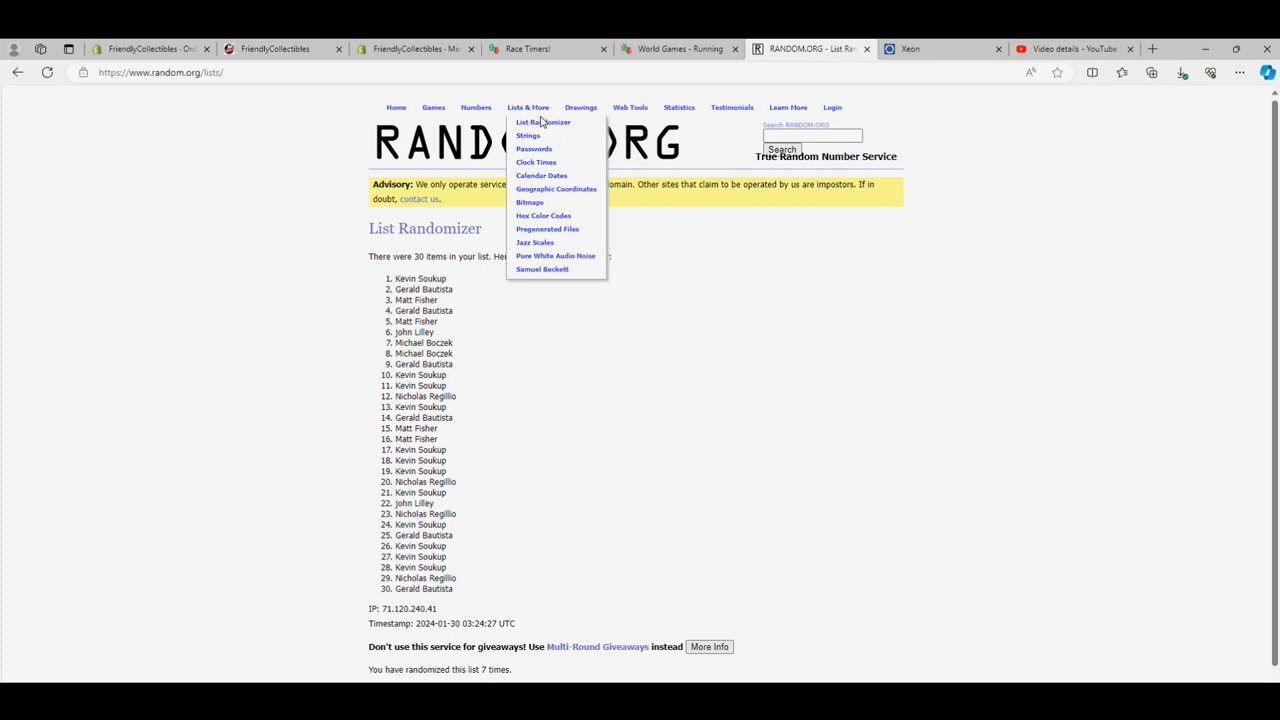 FriendlyCollectibles - Ord
FriendlyCollectibles
FriendlyCollectibles - Me
Race Timers!
World Games - Running
RANDOM.ORG - List Ran
Xeon
Video details - YouTube
https://www.random.org/lists/
Home Games Numbers Lists & More Drawings Web Tools Statistics Testimonials Learn More Login
List Randomizer
Strings
Passwords
Clock Times
Calendar Dates
Geographic Coordinates
Bitmaps
Hex Color Codes
Pregenerated Files
Jazz Scales
Pure White Audio Noise
Samuel Beckett
RAND RG
Search RANDOM.ORG
Search
True Random Number Service
Advisory: We only operate service omain. Other sites that claim to be operated by us are impostors. If in
doubt, contact us.
List Randomizer
There were 30 items in your list. Her :
1. Kevin Soukup
2. Gerald Bautista
3. Matt Fisher
4. Gerald Bautista
5. Matt Fisher
6. john Lilley
7. Michael Boczek
8. Michael Boczek
9. Gerald Bautista
10. Kevin Soukup
11. Kevin Soukup
12. Nicholas Regillio
13. Kevin Soukup
14. Gerald Bautista
15. Matt Fisher
16. Matt Fisher
17. Kevin Soukup
18. Kevin Soukup
19. Kevin Soukup
20. Nicholas Regillio
21. Kevin Soukup
22. john Lilley
23. Nicholas Regillio
24. Kevin Soukup
25. Gerald Bautista
26. Kevin Soukup
27. Kevin Soukup
28. Kevin Soukup
29. Nicholas Regillio
30. Gerald Bautista
IP: 71.120.240.41
Timestamp: 2024-01-30 03:24:27 UTC
Don't use this service for giveaways! Use Multi-Round Giveaways instead More Info
You have randomized this list 7 times.